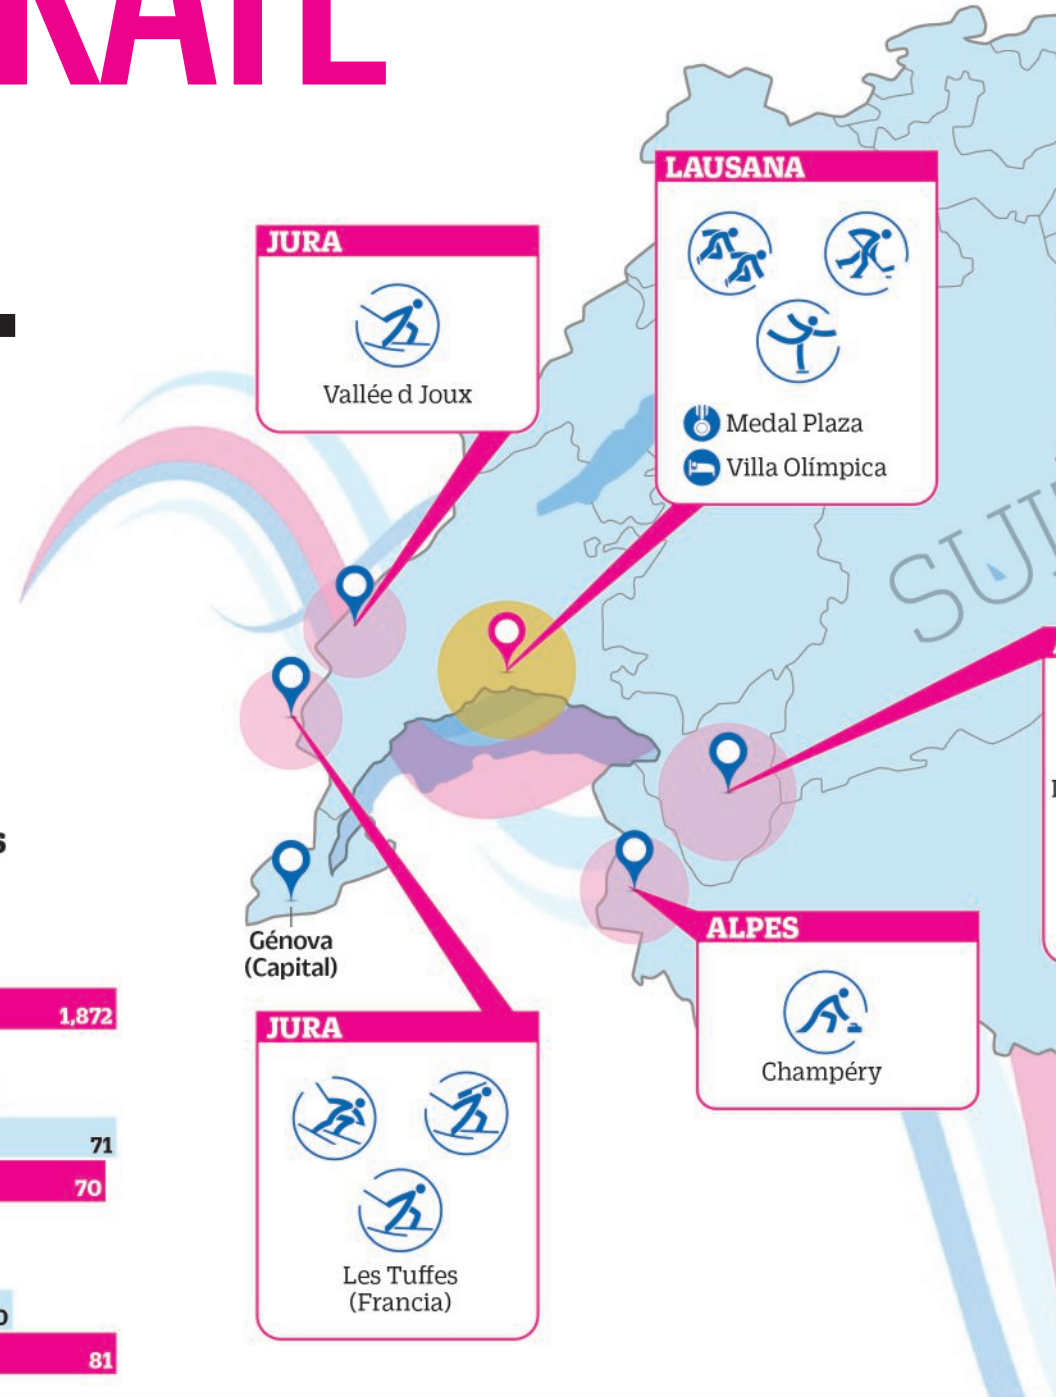 LAUSANA
JURA
Vallée d Joux
Medal Plaza
Villa Olímpica
Génova
(Capital)
ALPES
Champéry
JURA
Les Tuffes
(Francia)
1,872
71
70
81